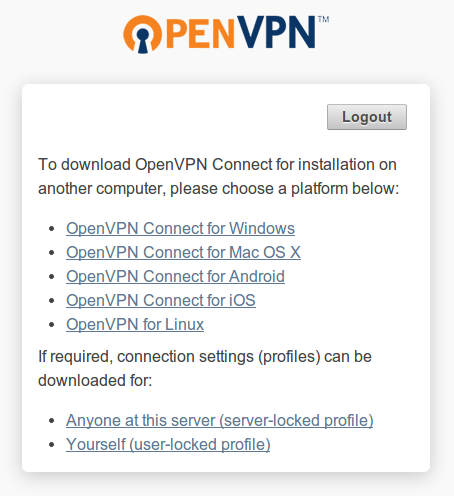 OPENVPN™
Logout
To download OpenVPN Connect for installation on
another computer, please choose a platform below:
• OpenVPN Connect for Windows
• OpenVPN Connect for Mac OS X
• OpenVPN Connect for Android
• OpenVPN Connect for iOS
• OpenVPN for Linux
If required, connection settings (profiles) can be
downloaded for:
• Anyone at this server (server-locked profile)
• Yourself (user-locked profile)